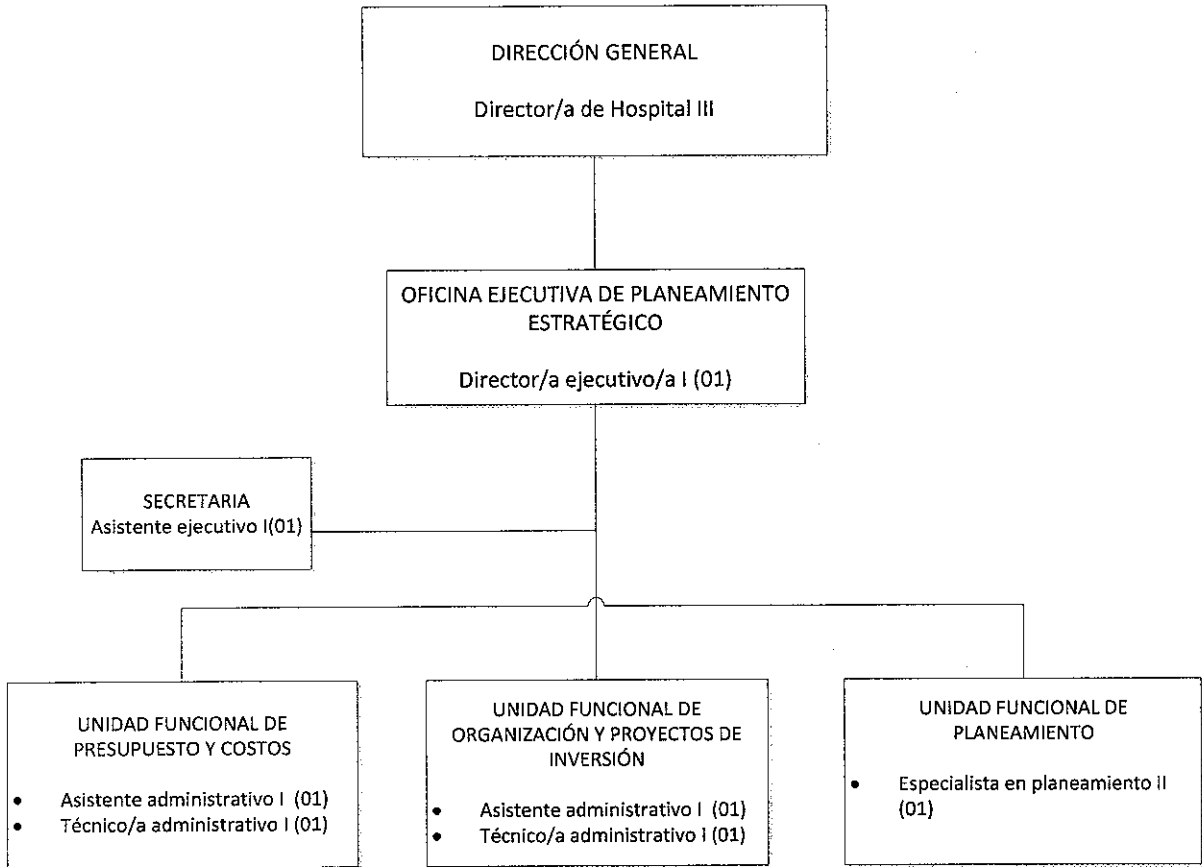 DIRECCIÓN GENERAL
Director/a de Hospital III
OFICINA EJECUTIVA DE PLANEAMIENTO
ESTRATÉGICO
Director/a ejecutivo/a I (01)
SECRETARIA
Asistente ejecutivo I(01)
UNIDAD FUNCIONAL DE
PRESUPUESTO Y COSTOS
• Asistente administrativo I (01)
• Técnico/a administrativo I (01)
UNIDAD FUNCIONAL DE
ORGANIZACIÓN Y PROYECTOS DE
INVERSIÓN
• Asistente administrativo I (01)
• Técnico/a administrativo I (01)
UNIDAD FUNCIONAL DE
PLANEAMIENTO
• Especialista en planeamiento II
(01)